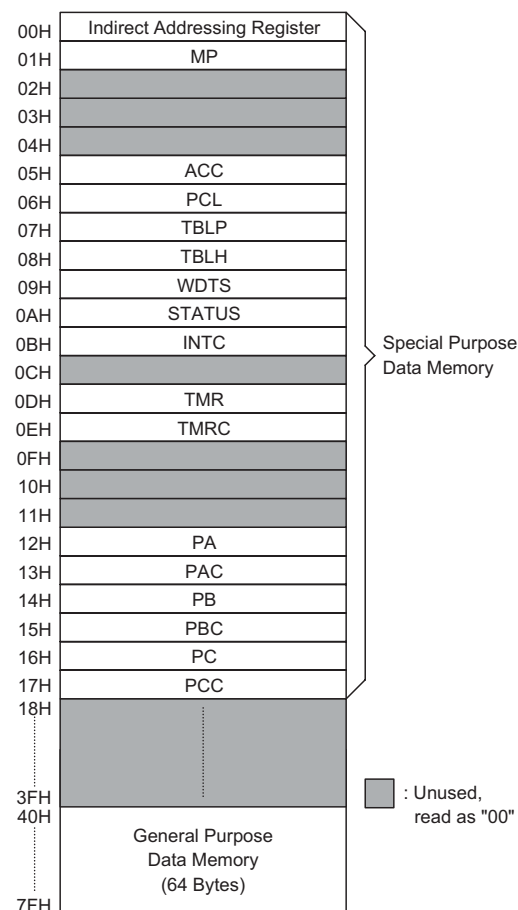 00H Indirect Addressing Register
01H MP
02H
03H
04H
05H ACC
06H PCL
07H TBLP
08H TBLH
09H WDTS
0AH STATUS
0BH INTC
0CH
0DH TMR
0EH TMRC
0FH
10H
11H
12H PA
13H PAC
14H PB
15H PBC
16H PC
17H PCC
18H
3FH
40H
General Purpose
Data Memory
(64 Bytes)
7FH
Special Purpose
Data Memory
: Unused,
read as "00"